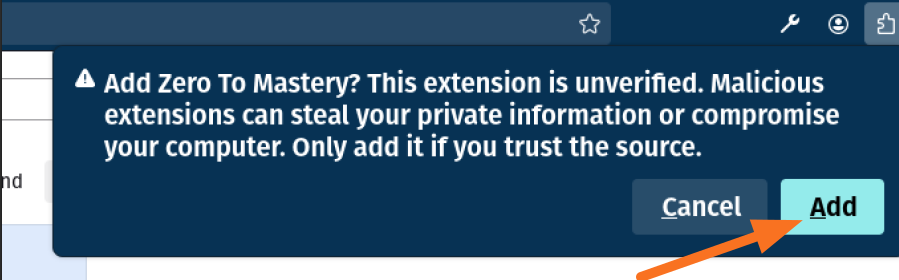 Add Zero To Mastery? This extension is unverified. Malicious
extensions can steal your private information or compromise
your computer. Only add it if you trust the source.
nd
Cancel
Add